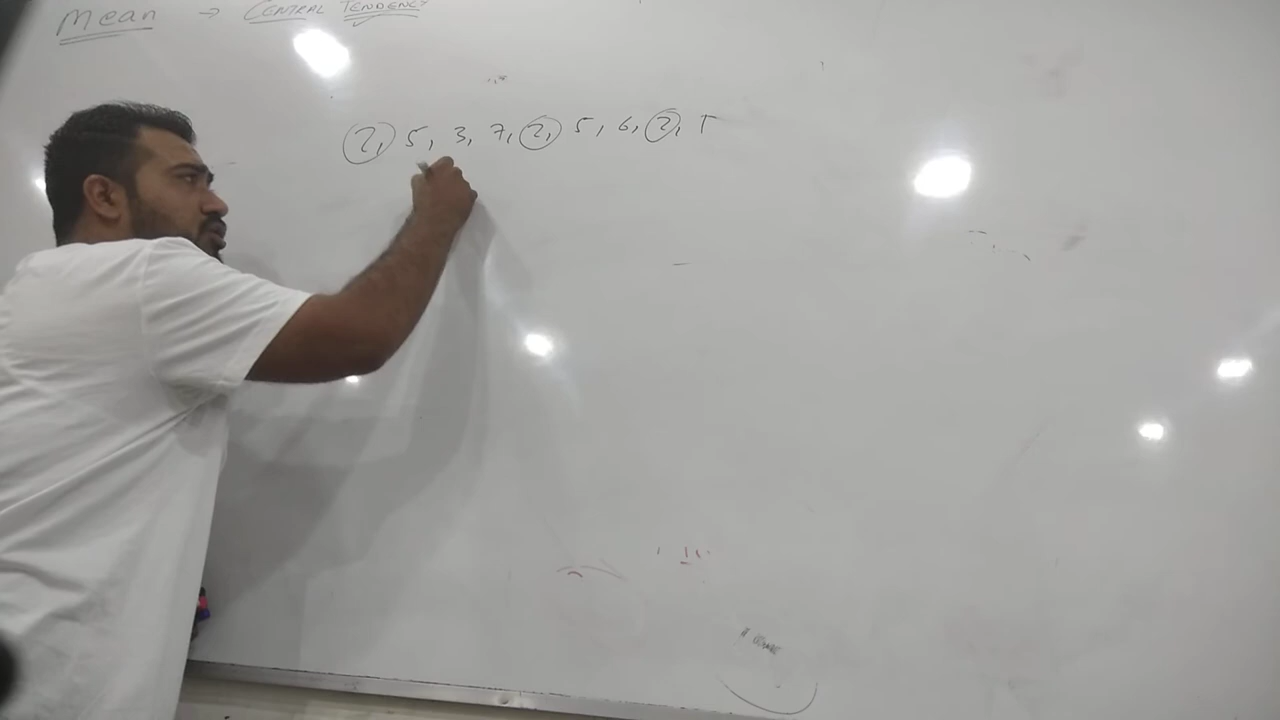 Mean → CENTRAL TENDENCY
2, 5, 3, 7, 2, 5, 6, 2, 5